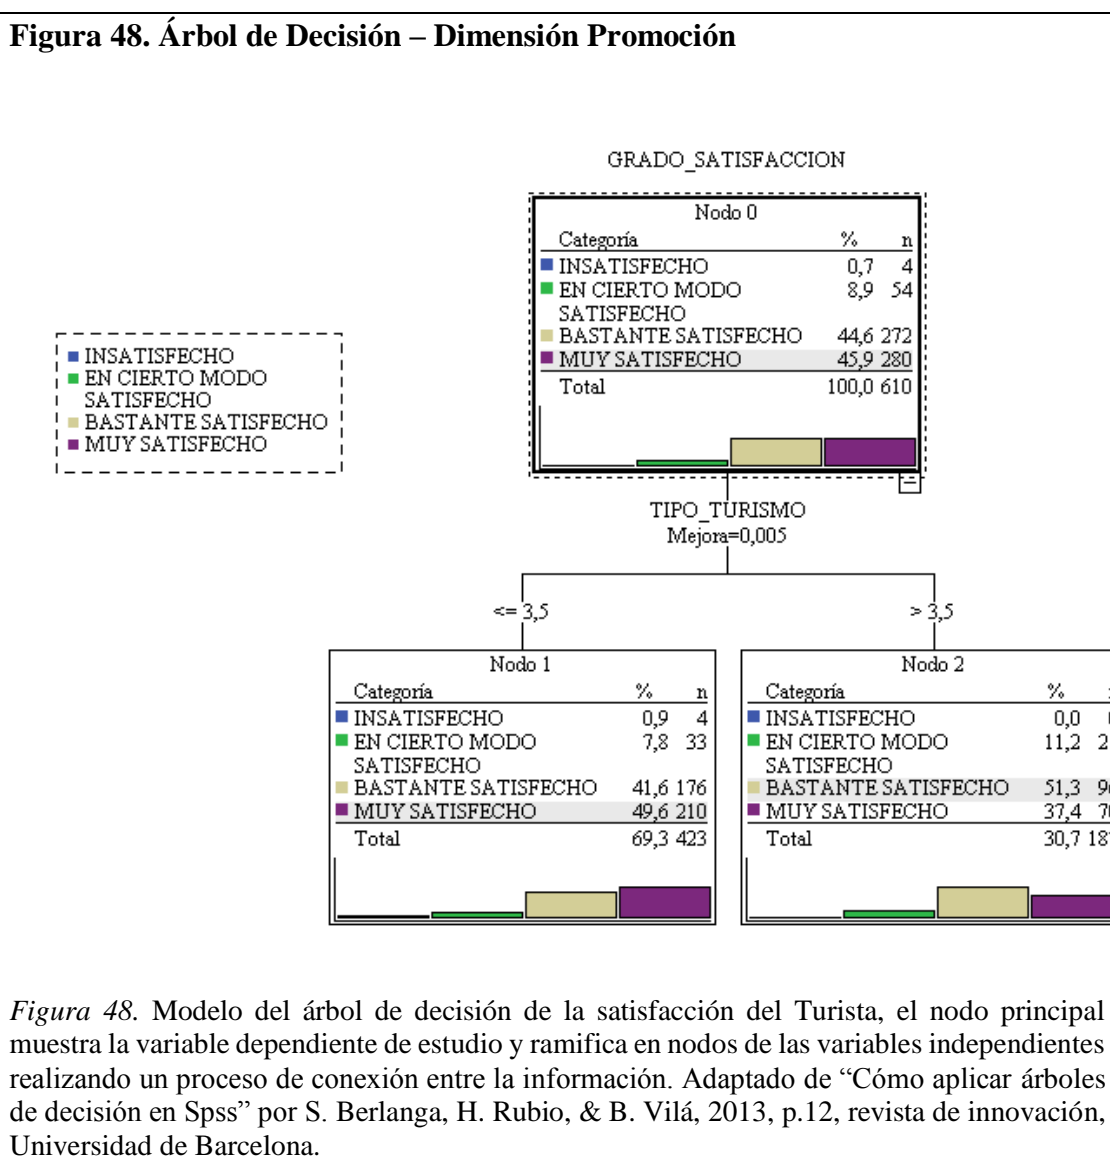 Figura 48. Árbol de Decisión – Dimensión Promoción
GRADO_SATISFACCION
Nodo 0
Categoría % n
INSATISFECHO 0,7 4
EN CIERTO MODO 8,9 54
SATISFECHO
BASTANTE SATISFECHO 44,6 272
MUY SATISFECHO 45,9 280
Total 100,0 610
INSATISFECHO
EN CIERTO MODO
SATISFECHO
BASTANTE SATISFECHO
MUY SATISFECHO
TIPO_TURISMO
Mejora=0,005
<= 3,5
> 3,5
Nodo 1
Categoría % n
INSATISFECHO 0,9 4
EN CIERTO MODO 7,8 33
SATISFECHO
BASTANTE SATISFECHO 41,6 176
MUY SATISFECHO 49,6 210
Total 69,3 423
Nodo 2
Categoría %
INSATISFECHO 0,0
EN CIERTO MODO 11,2
SATISFECHO
BASTANTE SATISFECHO 51,3
MUY SATISFECHO 37,4
Total 30,7
Figura 48. Modelo del árbol de decisión de la satisfacción del Turista, el nodo principal
muestra la variable dependiente de estudio y ramifica en nodos de las variables independientes
realizando un proceso de conexión entre la información. Adaptado de “Cómo aplicar árboles
de decisión en Spss” por S. Berlanga, H. Rubio, & B. Vilá, 2013, p.12, revista de innovación,
Universidad de Barcelona.